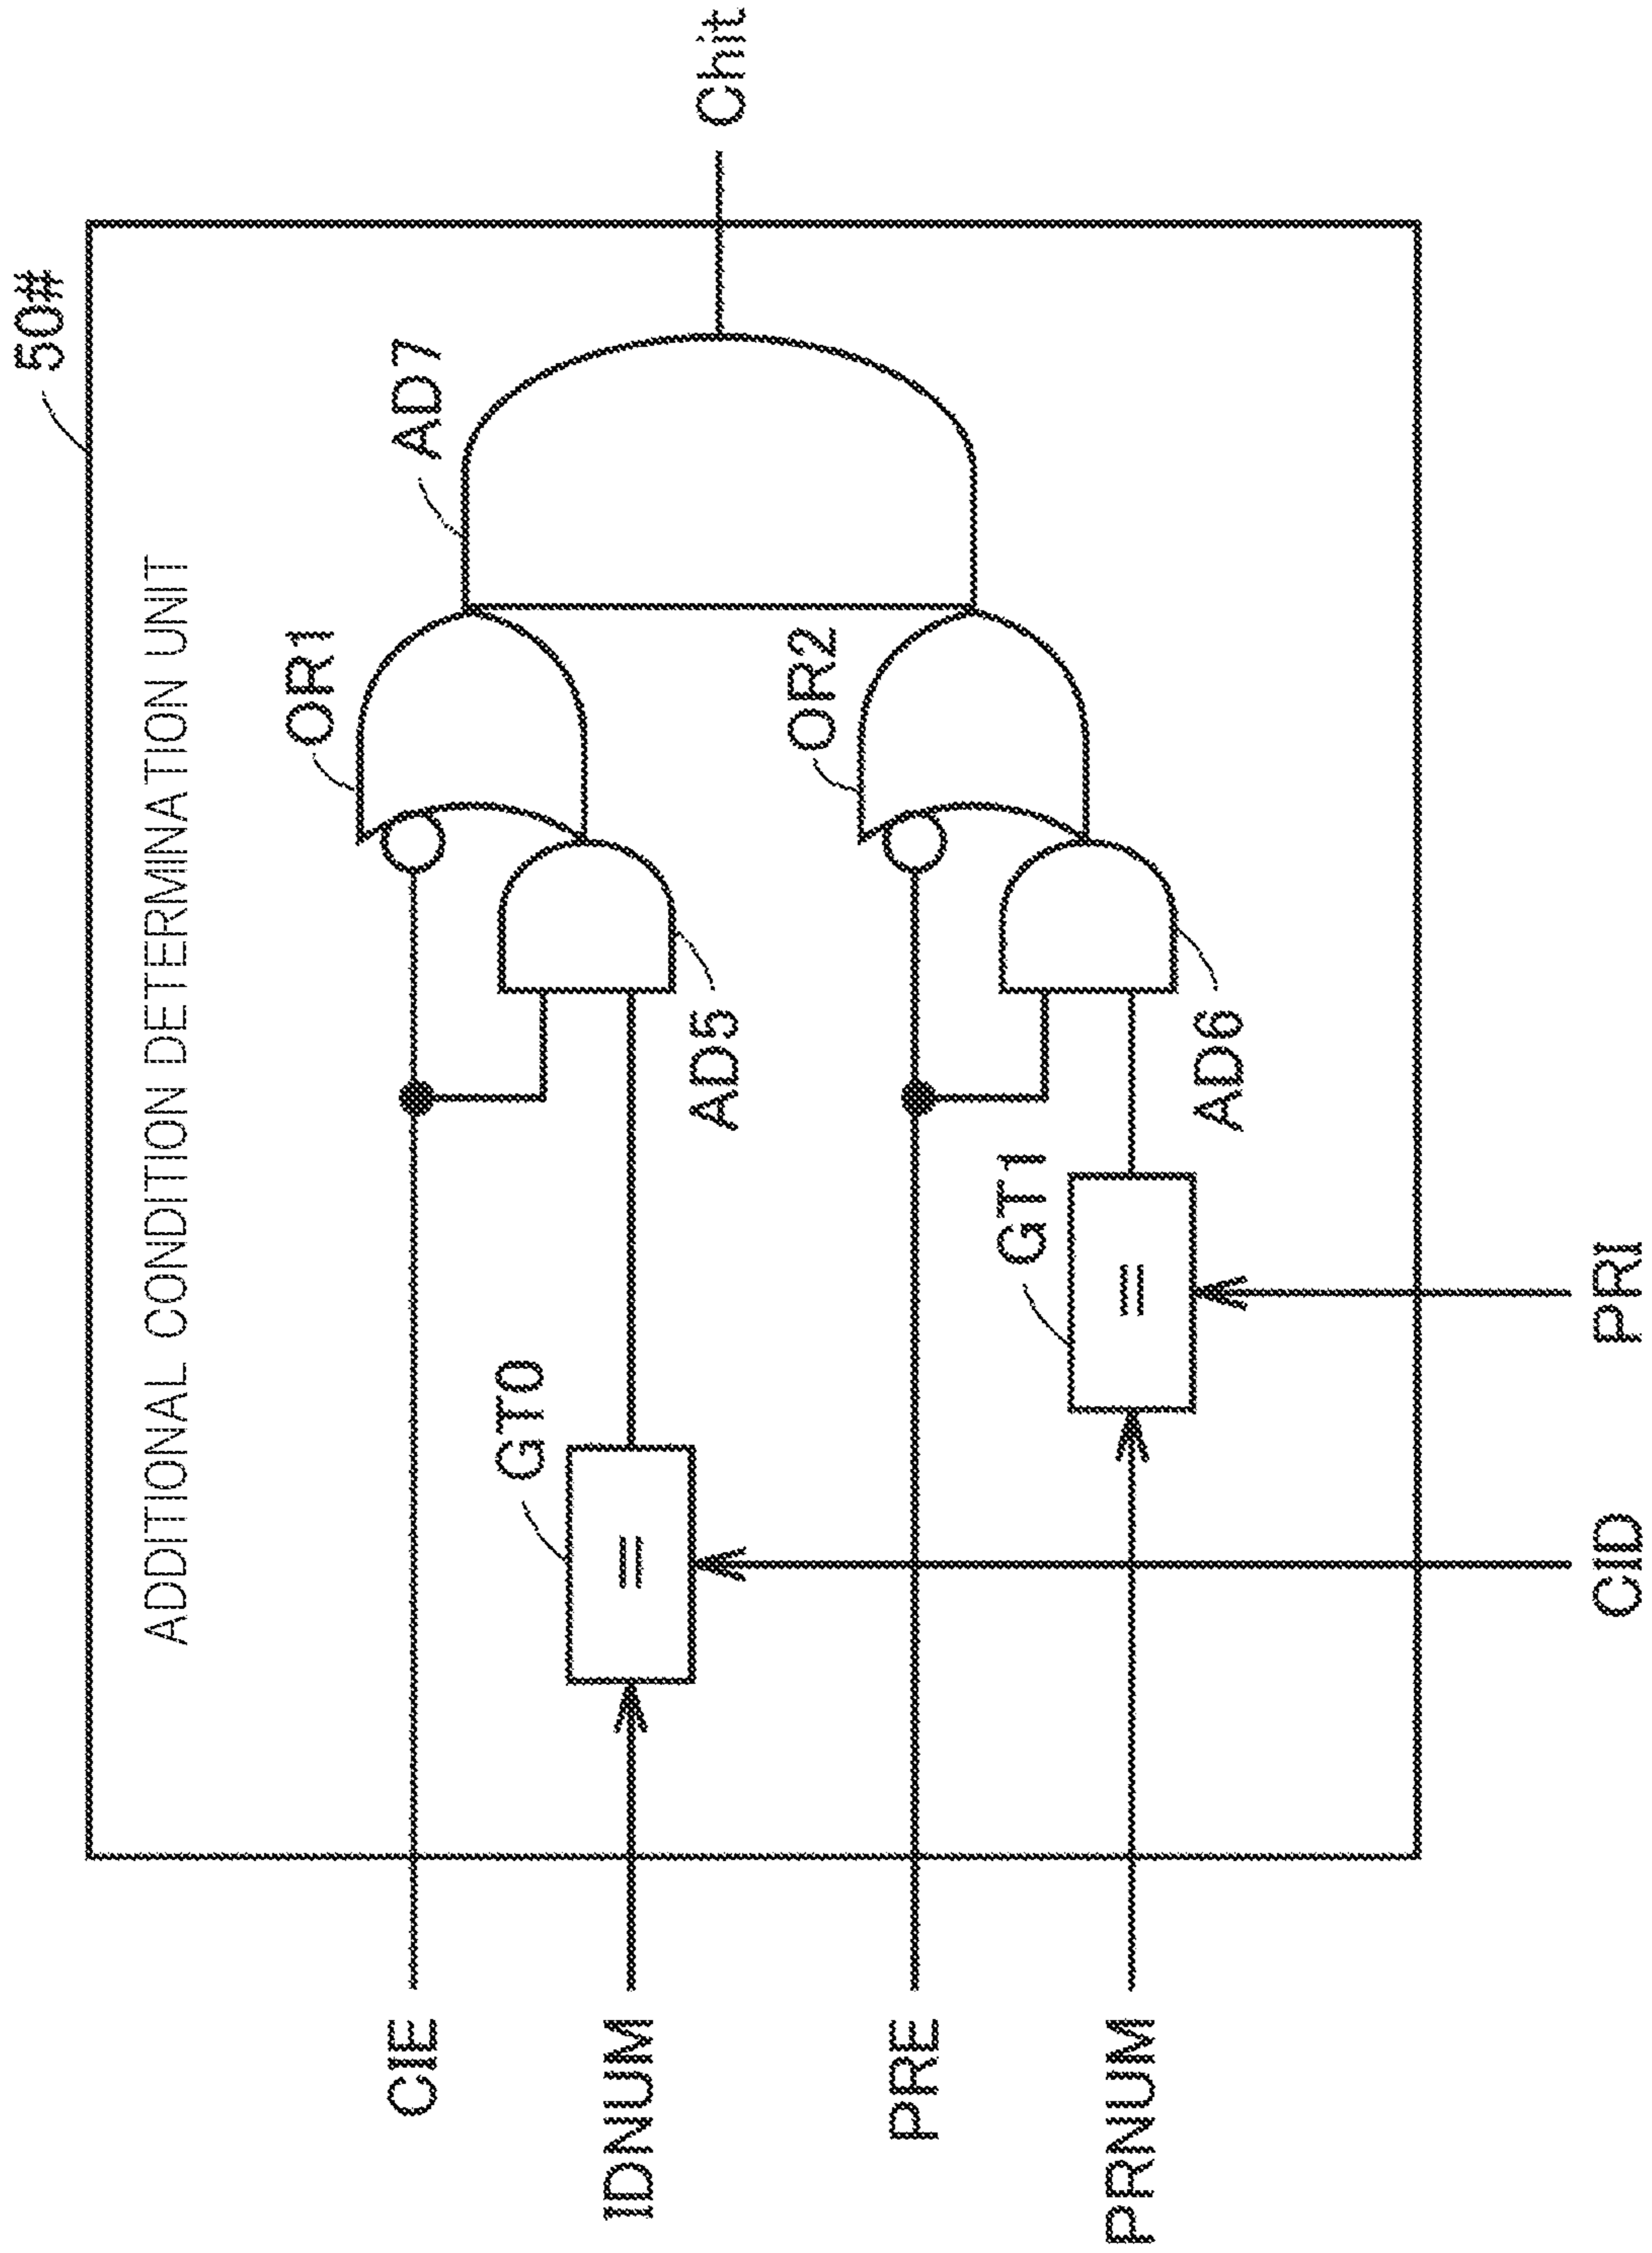 50#
ADDITIONAL CONDITION DETERMINATION UNIT
AD7
OR1
OR2
Chit
CIE
IDNUM
GT0
AD5
PRE
PRNUM
GT1
AD6
CID
PRI
=
=